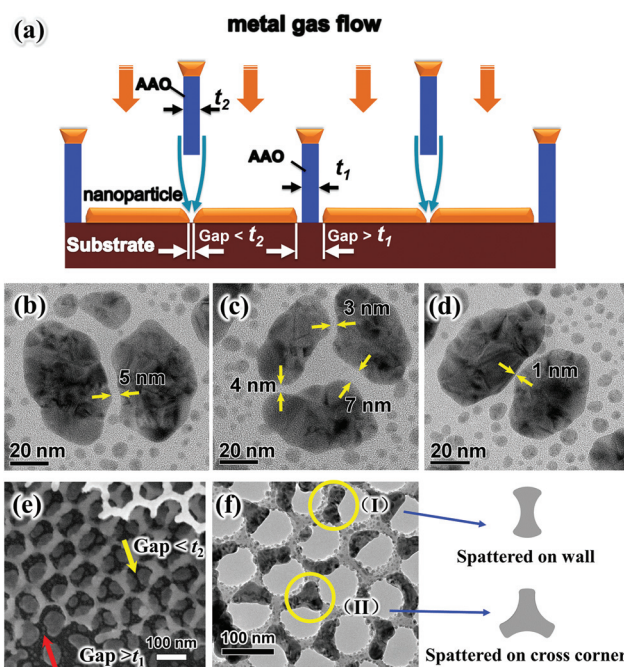 (a)
metal gas flow
AAO
t2
AAO
t1
nanoparticle
Gap < t2
Gap > t1
Substrate
(b)
5 nm
20 nm
(c)
3 nm
4 nm
7 nm
20 nm
(d)
1 nm
20 nm
(e)
Gap < t2
Gap >t1
100 nm
(f)
(I)
(II)
100 nm
Spattered on wall
Spattered on cross corner